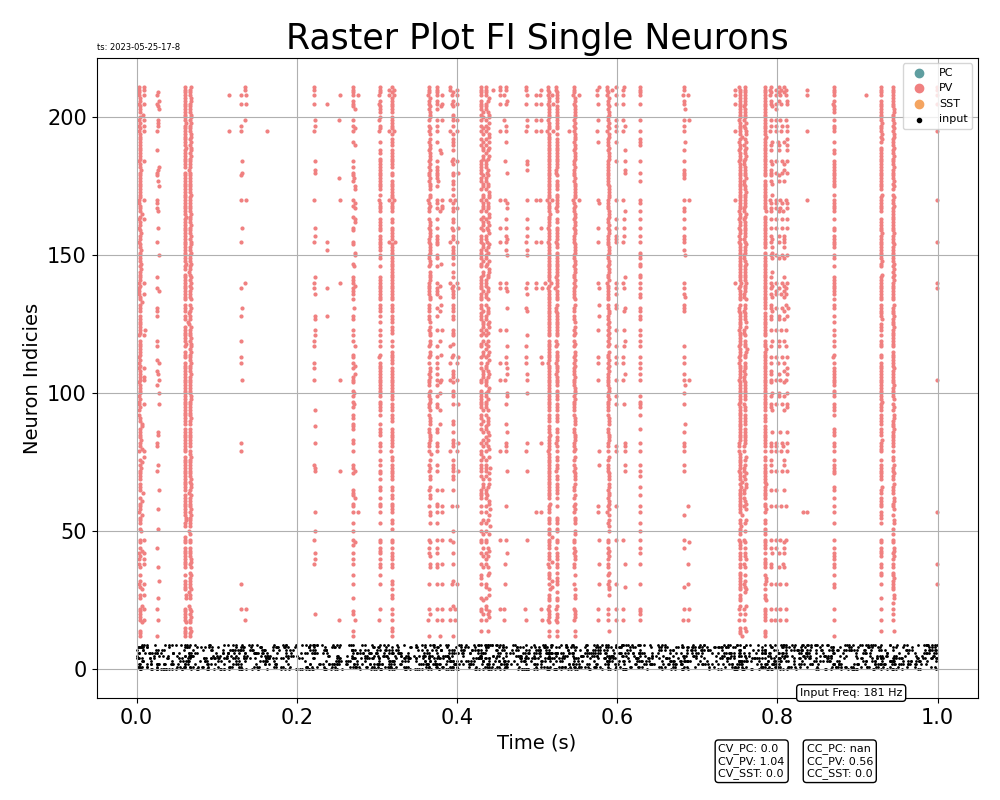 Raster Plot FI Single Neurons
ts: 2023-05-25-17-8
PC
PV
SST
input
200
150
100
50
0
Neuron Indicies
0.0 0.2 0.4 0.6 0.8 1.0
Time (s)
Input Freq: 181 Hz
CV_PC: 0.0
CV_PV: 1.04
CV_SST: 0.0
CC_PC: nan
CC_PV: 0.56
CC_SST: 0.0